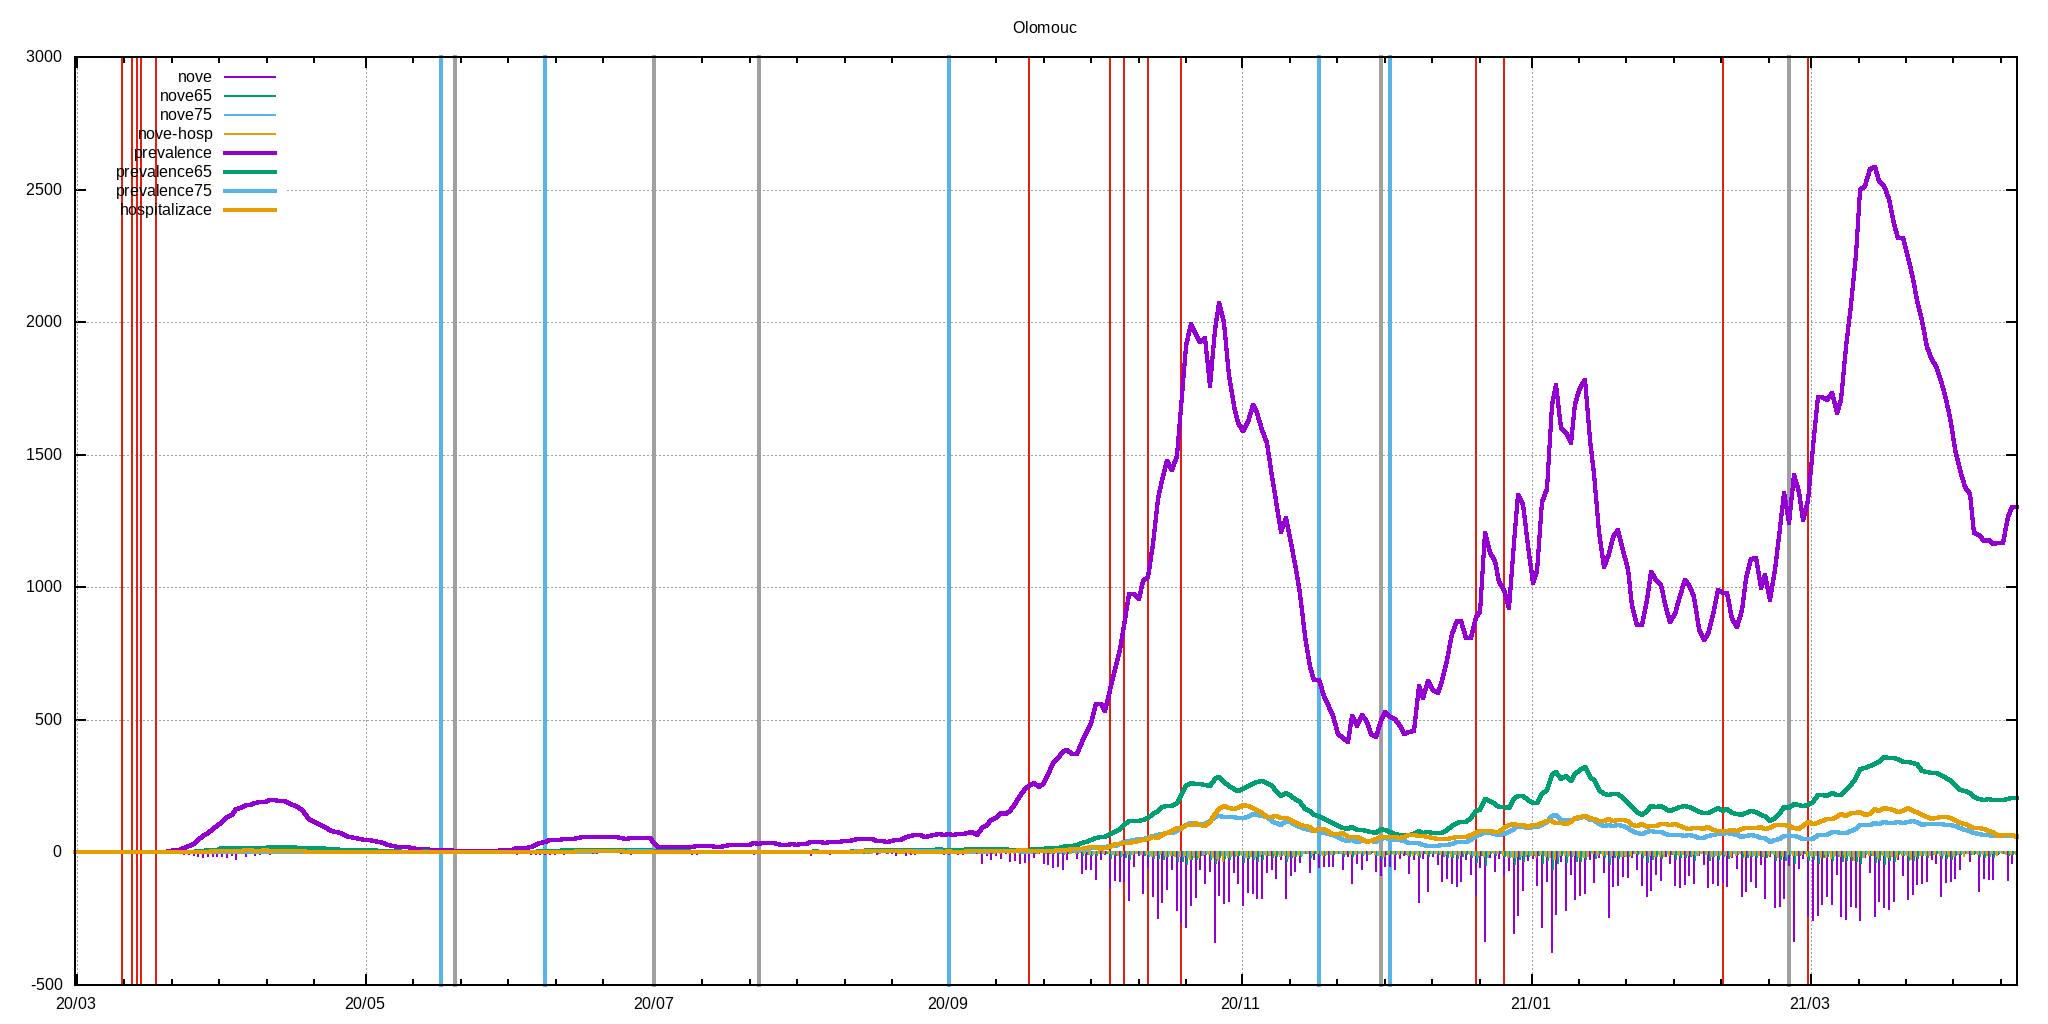 Olomouc
3000
2500
2000
1500
1000
500
0
-500
nove
nove65
nove75
nove-hosp
prevalence
prevalence65
prevalence75
hospitalizace
20/03 20/05 20/07 20/09 20/11 21/01 21/03